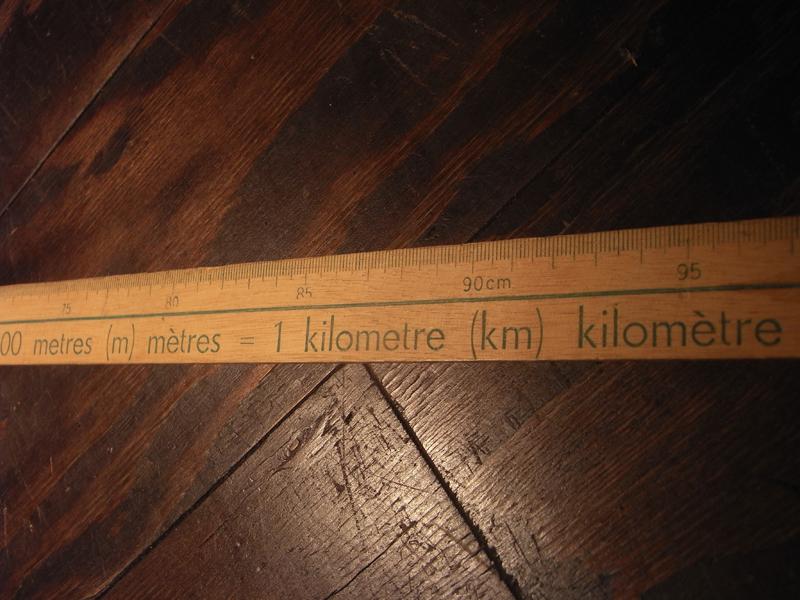 75 80 85 90cm 95
00 metres (m) mètres = 1 kilometre (km) kilomètre